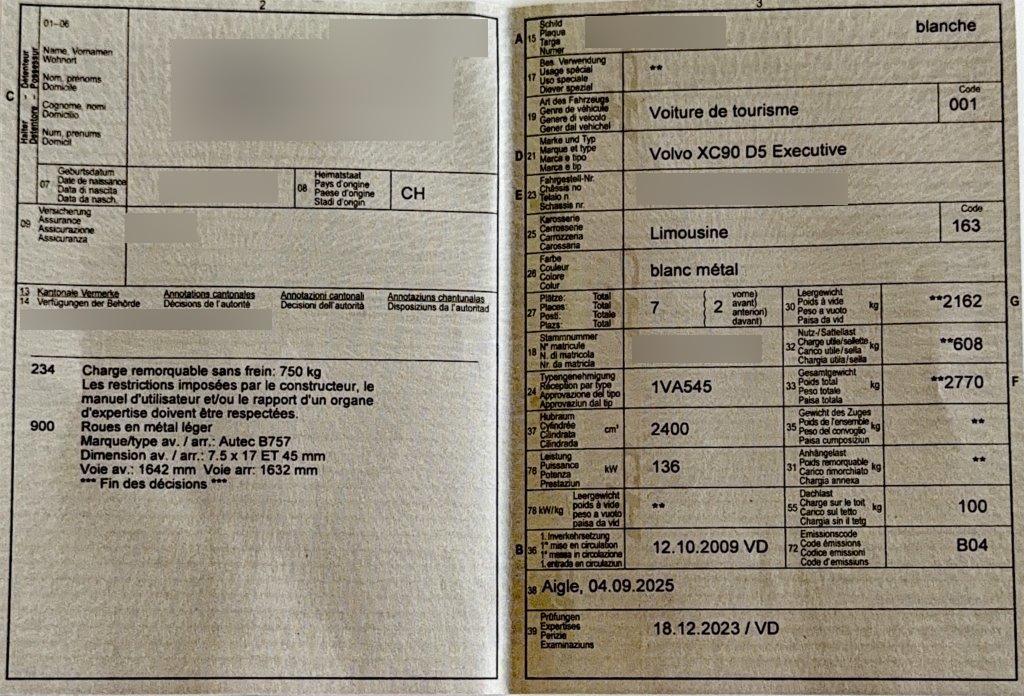 2
C
Halter - Détenteur
Detentore - Possessur
01-06
Name, Vornamen
Wohnort
Nom, prénoms
Domicile
Cognome, nomi
Domicilio
Num, prenums
Domicil
07
Geburtsdatum
Date de naissance
Data di nascita
Data da nasch.
08
Heimatstaat
Pays d'origine
Paese d'origine
Stadi d'origin
CH
09
Versicherung
Assurance
Assicurazione
Assicuranza
13
14
Kantonale Vermerke
Verfügungen der Behörde
Annotations cantonales
Décisions de l'autorité
Annotazioni cantonali
Decisioni dell'autorità
Annotaziuns chantunalas
Disposiziuns da l'autoritad
234 Charge remorquable sans frein: 750 kg
Les restrictions imposées par le constructeur, le
manuel d'utilisateur et/ou le rapport d'un organe
d'expertise doivent être respectées.
900 Roues en métal léger
Marque/type av. / arr.: Autec B757
Dimension av. / arr.: 7.5 x 17 ET 45 mm
Voie av.: 1642 mm Voie arr: 1632 mm
*** Fin des décisions ***
3
A 15
Schild
Plaque
Targa
Numer
blanche
17
Bes. Verwendung
Usage spécial
Uso speciale
Diever spezial
**
19
Art des Fahrzeugs
Genre de véhicule
Genere di veicolo
Gener dal vehichel
Voiture de tourisme
Code
001
D 21
Marke und Typ
Marque et type
Marca e tipo
Marca e tip
Volvo XC90 D5 Executive
E 23
Fahrgestell-Nr.
Châssis no
Telaio n
Schassis nr.
25
Karosserie
Carrosserie
Carrozzeria
Carossaria
Limousine
Code
163
26
Farbe
Couleur
Colore
Colur
blanc métal
27
Plätze: Total
Places: Total
Posti: Totale
Plazs: Total
7
2
vorne)
avant)
anteriori)
davant)
30
Leergewicht
Poids à vide
Peso a vuoto
Paisa da vid
kg
**2162
G
18
Stammnummer
N° matricule
N. di matricola
Nr. da matricla
32
Nutz-/Sattellast
Charge utile/sellette
Carico utile/sella
Chargia utila/sella
kg
**608
24
Typengenehmigung
Réception par type
Approvazione del tipo
Approvaziun dal tip
1VA545
33
Gesamtgewicht
Poids total
Peso totale
Paisa totala
kg
**2770
F
37
Hubraum
Cylindrée
Cilindrata
Cilindrada
cm³
2400
35
Gewicht des Zuges
Poids de l'ensemble
Peso del convoglio
Paisa cumposiziun
kg
**
76
Leistung
Puissance
Potenza
Prestaziun
kW
136
31
Anhängelast
Poids remorquable
Carico rimorchiato
Chargia annexa
kg
**
78 kW/kg
Leergewicht
poids à vide
peso a vuoto
paisa da vid
**
55
Dachlast
Charge sur le toit
Carico sul tetto
Chargia sin il tetg
kg
100
B 36
1. Inverkehrsetzung
1re mise en circulation
1a messa in circolazione
1. entrada en circulaziun
12.10.2009 VD
72
Emissionscode
Code émissions
Codice emissioni
Code d'emissiuns
B04
38 Aigle, 04.09.2025
39
Prüfungen
Expertises
Perizie
Examinaziuns
18.12.2023 / VD